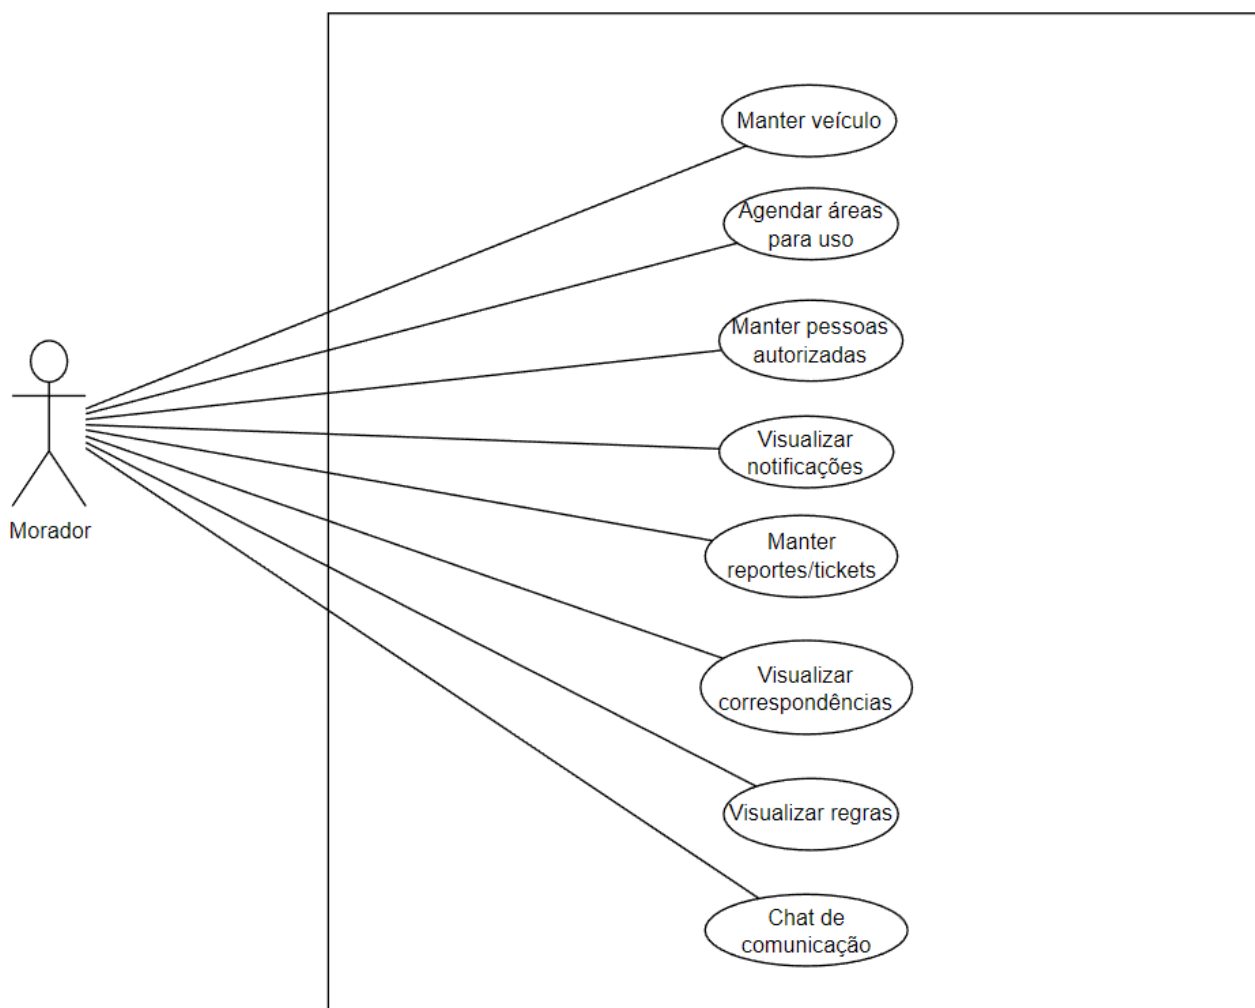 Manter veículo
Agendar áreas
para uso
Manter pessoas
autorizadas
Visualizar
notificações
Morador
Manter
reportes/tickets
Visualizar
correspondências
Visualizar regras
Chat de
comunicação